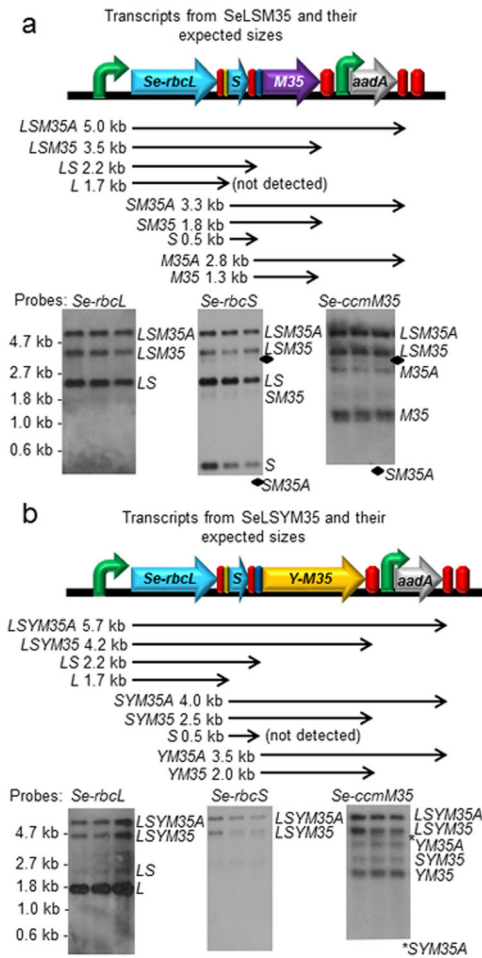 a
Transcripts from SeLSM35 and their
expected sizes
Se-rbcL S M35 aadA
LSM35A 5.0 kb
LSM35 3.5 kb
LS 2.2 kb
L 1.7 kb (not detected)
SM35A 3.3 kb
SM35 1.8 kb
S 0.5 kb
M35A 2.8 kb
M35 1.3 kb
Probes: Se-rbcL Se-rbcS Se-ccmM35
LSM35A LSM35A LSM35A
4.7 kb -
LSM35 LSM35 LSM35
2.7 kb - M35A
LS LS
1.8 kb - SM35
1.0 kb - M35
0.6 kb -
S
SM35A SM35A
b
Transcripts from SeLSYM35 and their
expected sizes
Se-rbcL S Y-M35 aadA
LSYM35A 5.7 kb
LSYM35 4.2 kb
LS 2.2 kb
L 1.7 kb
SYM35A 4.0 kb
SYM35 2.5 kb
S 0.5 kb (not detected)
YM35A 3.5 kb
YM35 2.0 kb
Probes: Se-rbcL Se-rbcS Se-ccmM35
LSYM35A LSYM35A LSYM35A
4.7 kb - LSYM35 LSYM35 LSYM35
*
YM35A
2.7 kb - LS SYM35
1.8 kb - L YM35
1.0 kb -
0.6 kb -
*SYM35A